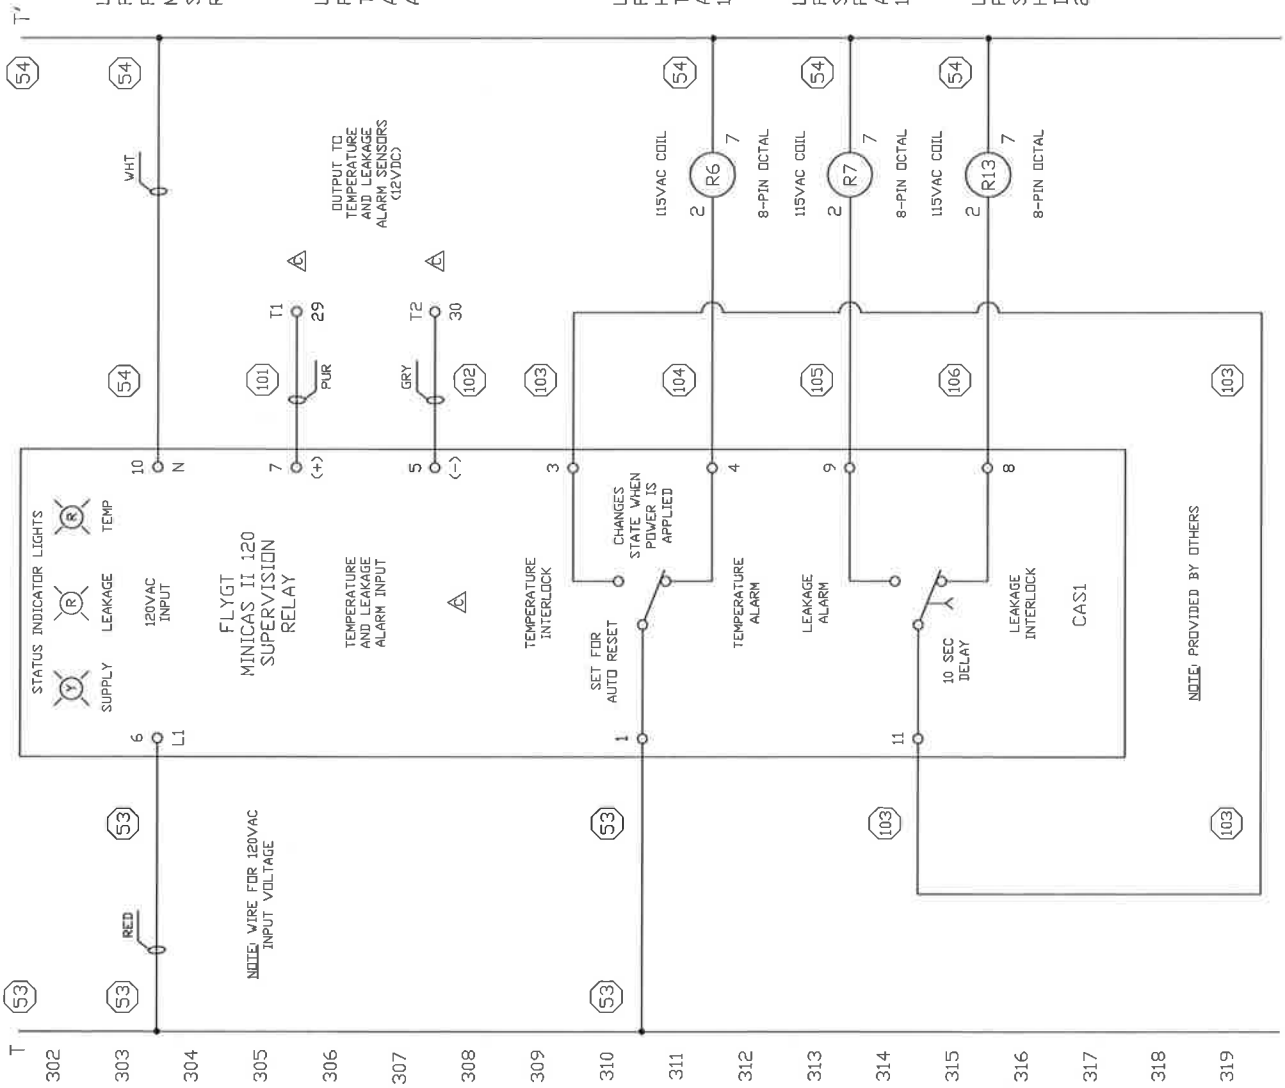 T
T'
302
53
54
303
53
RED
53
6
L1
10
N
54
WHT
54
304
305
306
307
308
309
310
311
312
313
314
315
316
317
318
319
NOTE: WIRE FOR 120VAC
INPUT VOLTAGE
STATUS INDICATOR LIGHTS
Y
R
R
SUPPLY
LEAKAGE
TEMP
120VAC
INPUT
FLYGT
MINICAS II 120
SUPERVISION
RELAY
7
(+)
101
PUR
T1
29
C
OUTPUT TO
TEMPERATURE
AND LEAKAGE
ALARM SENSORS
(12VDC)
TEMPERATURE
AND LEAKAGE
ALARM INPUT
C
5
(-)
GRY
102
T2
30
C
TEMPERATURE
INTERLOCK
3
103
53
53
1
SET FOR
AUTO RESET
CHANGES
STATE WHEN
POWER IS
APPLIED
4
104
115VAC COIL
2
R6
7
8-PIN OCTAL
54
TEMPERATURE
ALARM
LEAKAGE
ALARM
9
105
115VAC COIL
2
R7
7
8-PIN OCTAL
54
103
11
10 SEC
DELAY
8
106
115VAC COIL
2
R13
7
8-PIN OCTAL
54
LEAKAGE
INTERLOCK
CAS1
NOTE: PROVIDED BY OTHERS
103
103